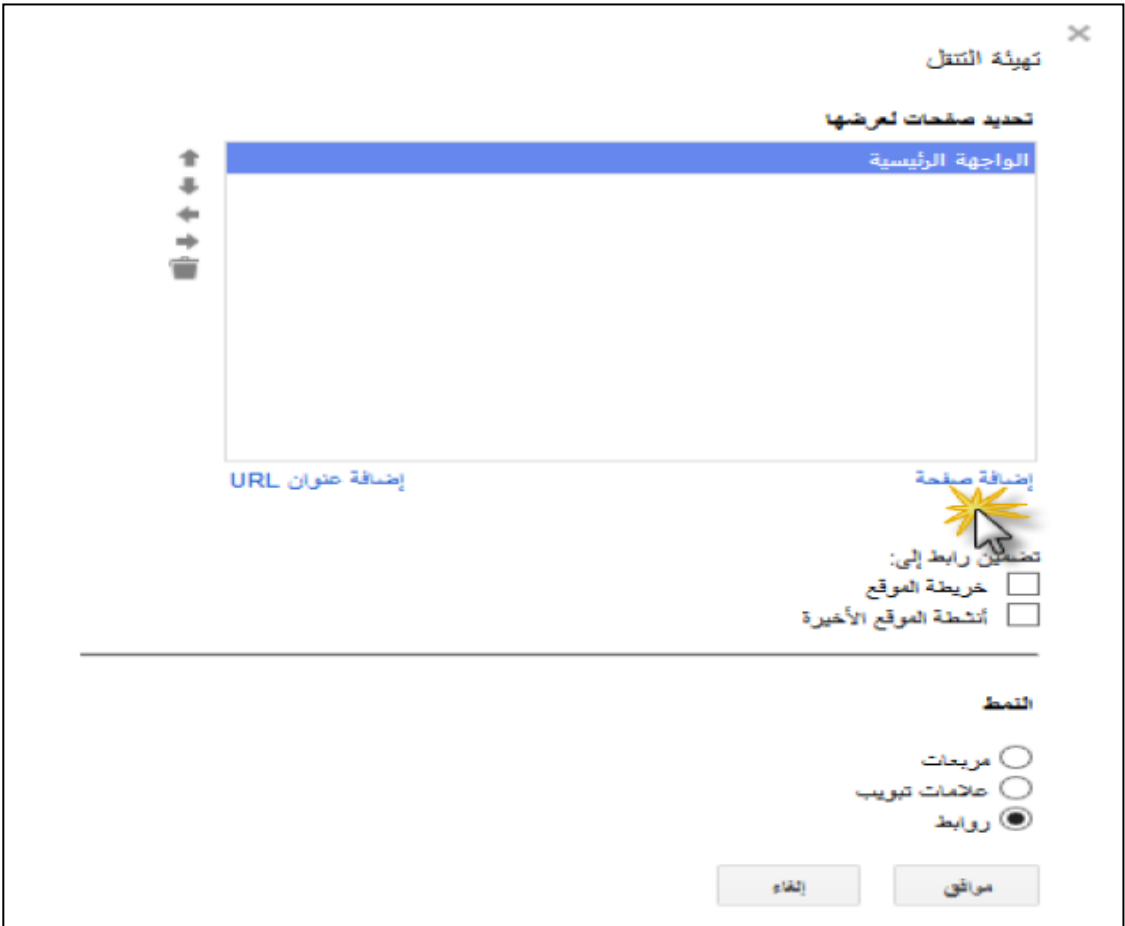 تهيئة التنقل
تحديد صفحات لعرضها
الواجهة الرئيسية
إضافة صفحة إضافة عنوان URL
تضمين رابط إلى:
خريطة الموقع
أنشطة الموقع الأخيرة
النمط
مربعات
علامات تبويب
روابط
موافق إلغاء